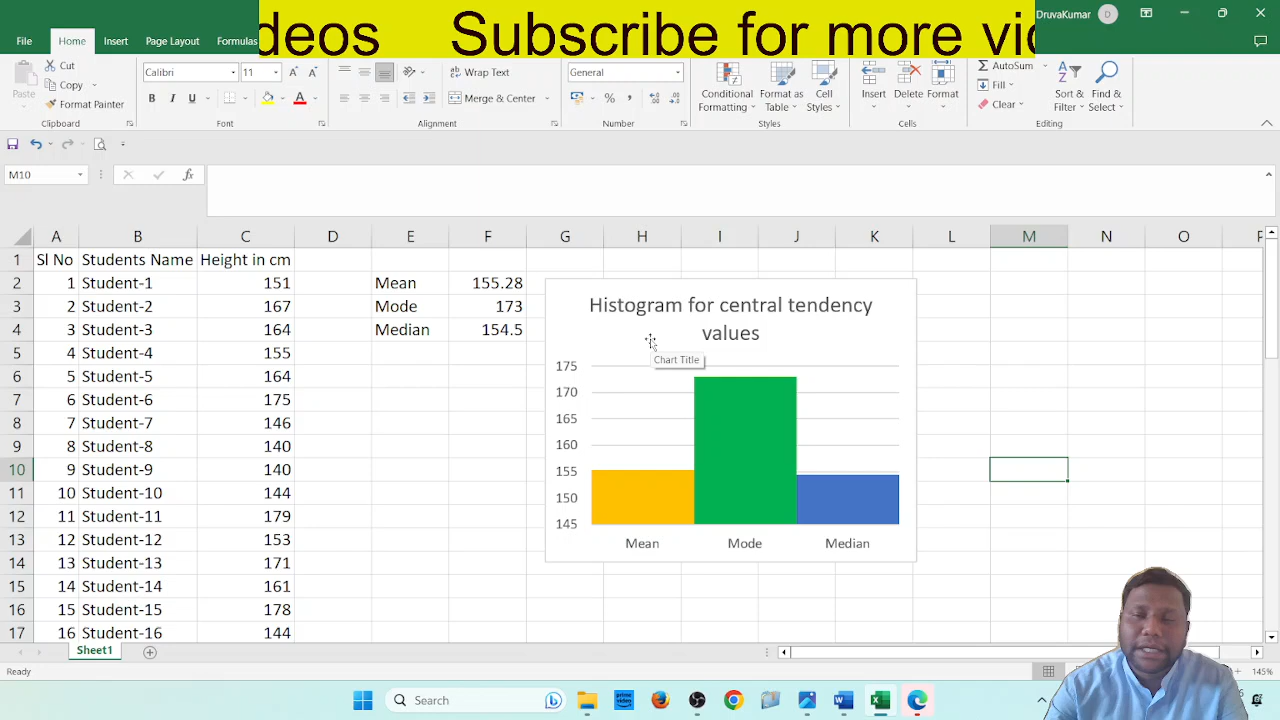 deos Subscribe for more vid
DruvaKumar D
File Home Insert Page Layout Formulas
Cut
Copy
Format Painter
Paste
Clipboard
Calibri 11
B I U
Font
Wrap Text
Merge & Center
Alignment
General
Number
Conditional Formatting
Format as Table
Cell Styles
Styles
Insert Delete Format
Cells
AutoSum
Fill
Clear
Sort & Filter
Find & Select
Editing
M10 fx
A B C D E F G H I J K L M N O P
1 Sl No Students Name Height in cm
2 1 Student-1 151 Mean 155.28
3 2 Student-2 167 Mode 173
4 3 Student-3 164 Median 154.5
5 4 Student-4 155
6 5 Student-5 164
7 6 Student-6 175
8 7 Student-7 146
9 8 Student-8 140
10 9 Student-9 140
11 10 Student-10 144
12 11 Student-11 179
13 12 Student-12 153
14 13 Student-13 171
15 14 Student-14 161
16 15 Student-15 178
17 16 Student-16 144
Histogram for central tendency
values
Chart Title
175
170
165
160
155
150
145
Mean Mode Median
Sheet1
Ready
145%
Search
prime video